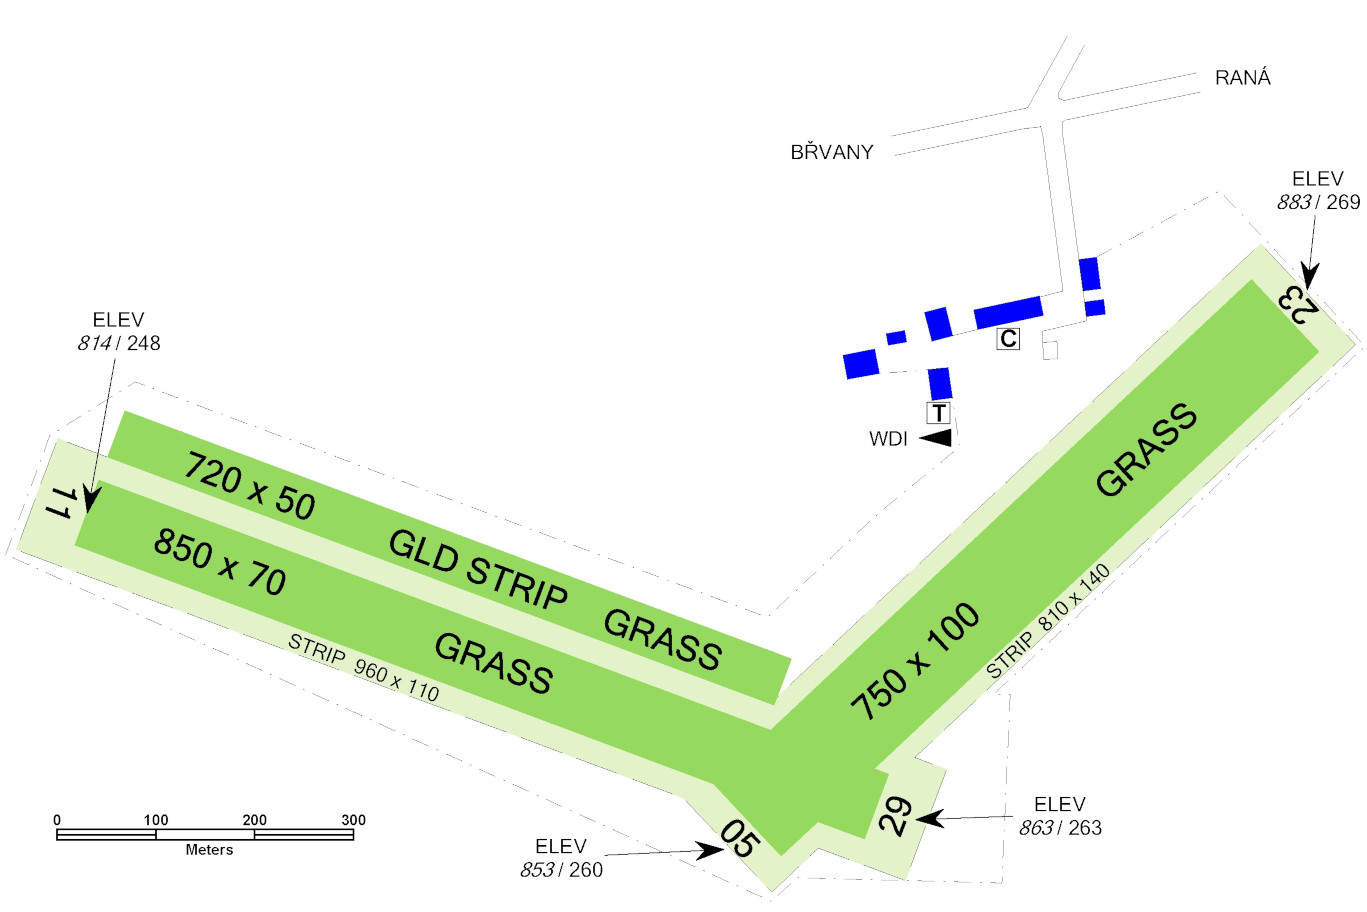 RANÁ
BŘVANY
ELEV
883 / 269
23
ELEV
814 / 248
C
T
WDI
11
720 x 50 GLD STRIP GRASS
850 x 70 GRASS
STRIP 960 x 110
GRASS
750 x 100
STRIP 810 x 140
29
ELEV
863 / 263
05
ELEV
853 / 260
0 100 200 300
Meters